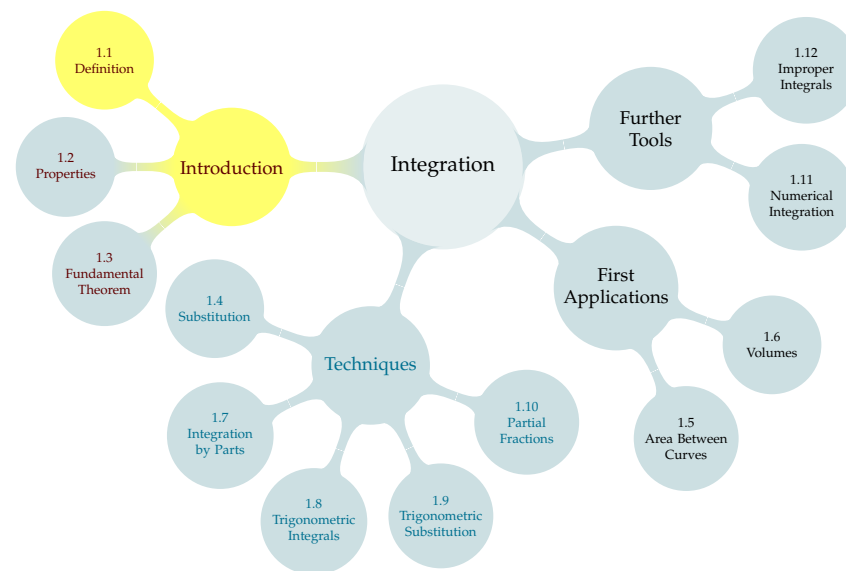 1.1
Definition
1.2
Properties
1.3
Fundamental
Theorem
Introduction
Integration
Further
Tools
1.12
Improper
Integrals
1.11
Numerical
Integration
First
Applications
1.6
Volumes
1.5
Area Between
Curves
Techniques
1.4
Substitution
1.7
Integration
by Parts
1.8
Trigonometric
Integrals
1.9
Trigonometric
Substitution
1.10
Partial
Fractions